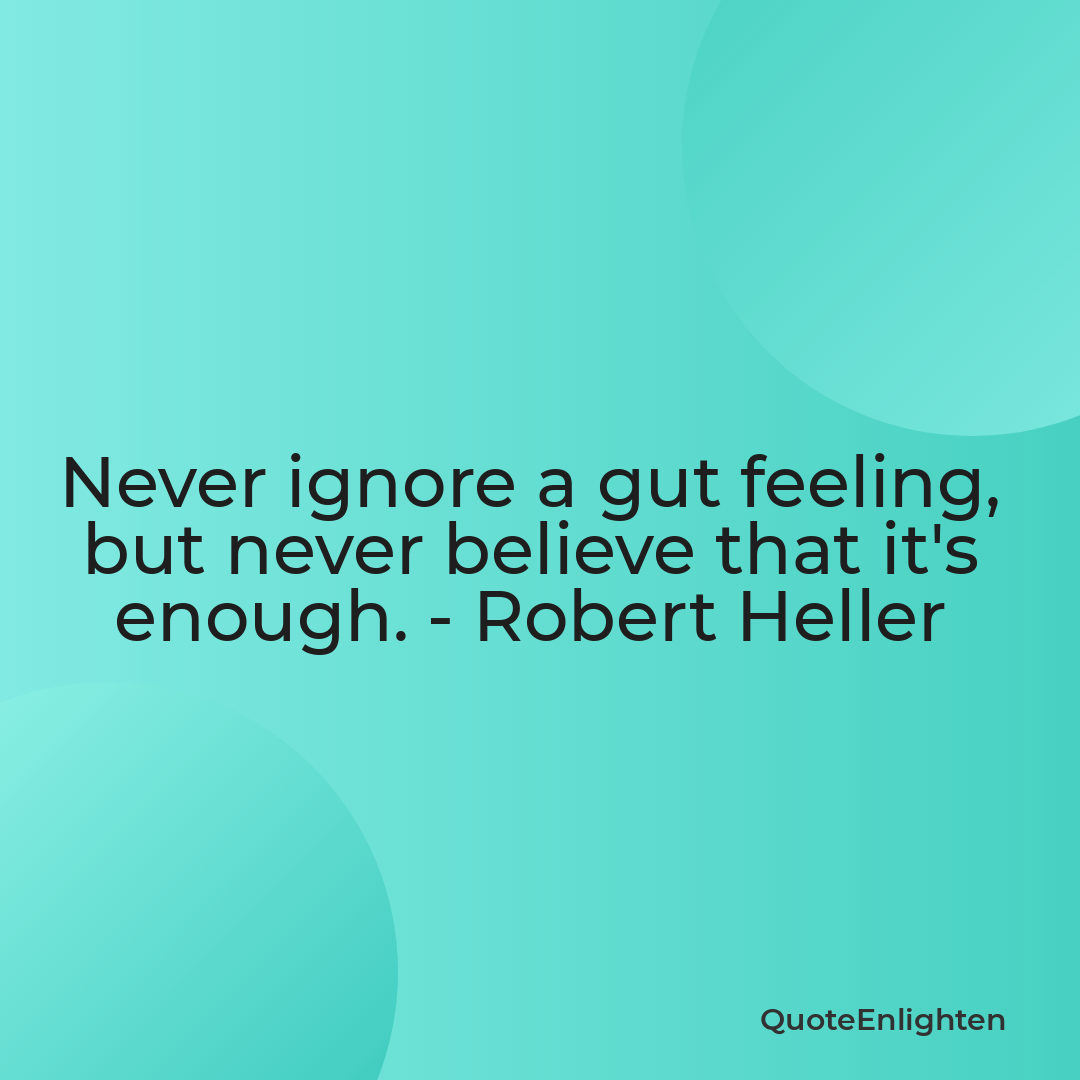 Never ignore a gut feeling,
but never believe that it's
enough. - Robert Heller
QuoteEnlighten